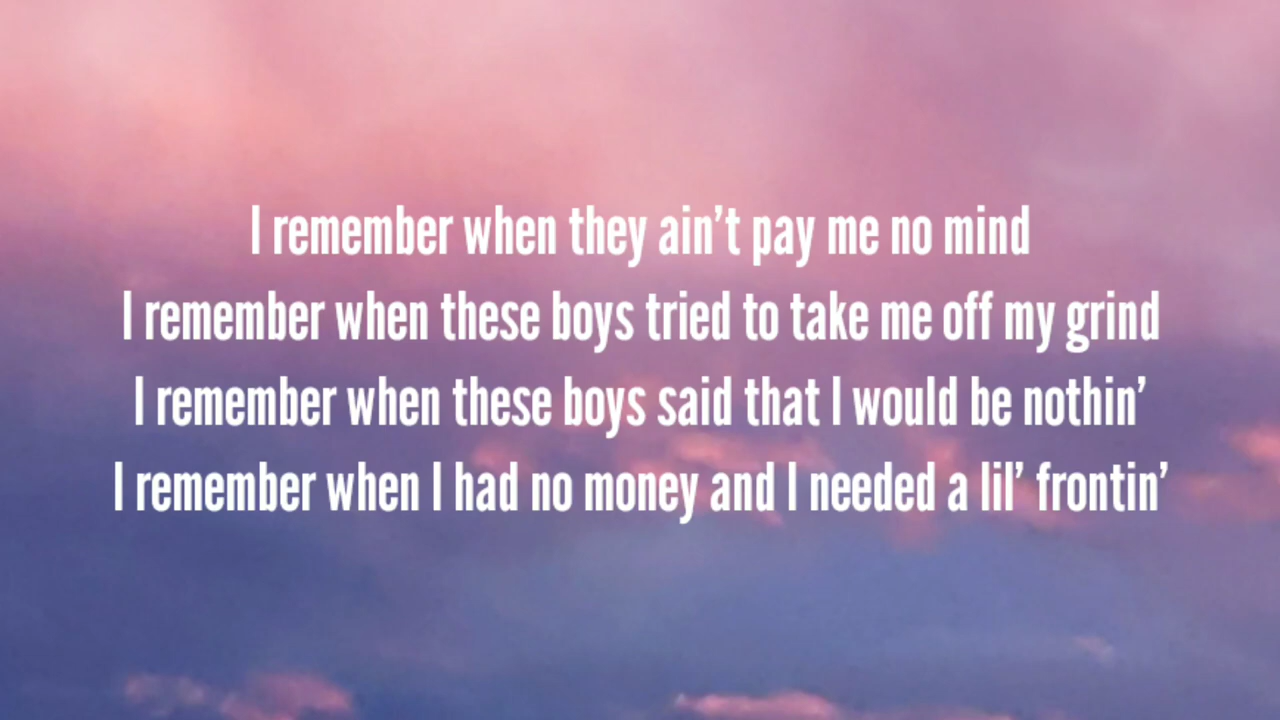 I remember when they ain’t pay me no mind
I remember when these boys tried to take me off my grind
I remember when these boys said that I would be nothin’
I remember when I had no money and I needed a lil’ frontin’